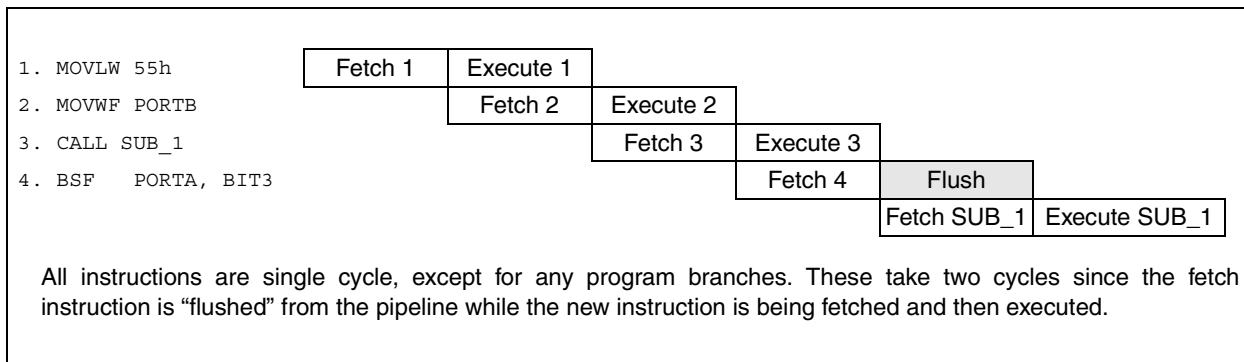 1. MOVLW 55h Fetch 1 Execute 1
2. MOVWF PORTB Fetch 2 Execute 2
3. CALL SUB_1 Fetch 3 Execute 3
4. BSF PORTA, BIT3 Fetch 4 Flush
Fetch SUB_1 Execute SUB_1
All instructions are single cycle, except for any program branches. These take two cycles since the fetch
instruction is “flushed” from the pipeline while the new instruction is being fetched and then executed.